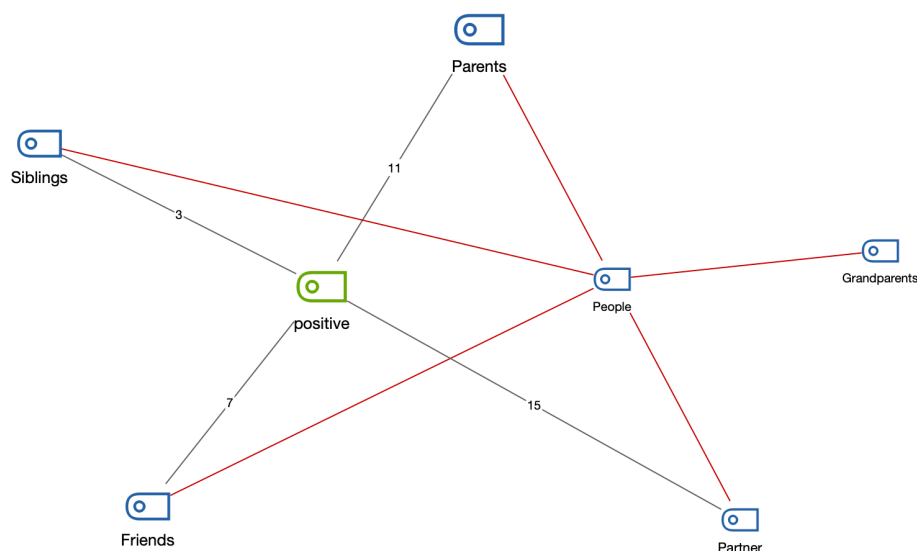 Parents
Siblings
11
3
Grandparents
People
positive
7
15
Friends
Partner